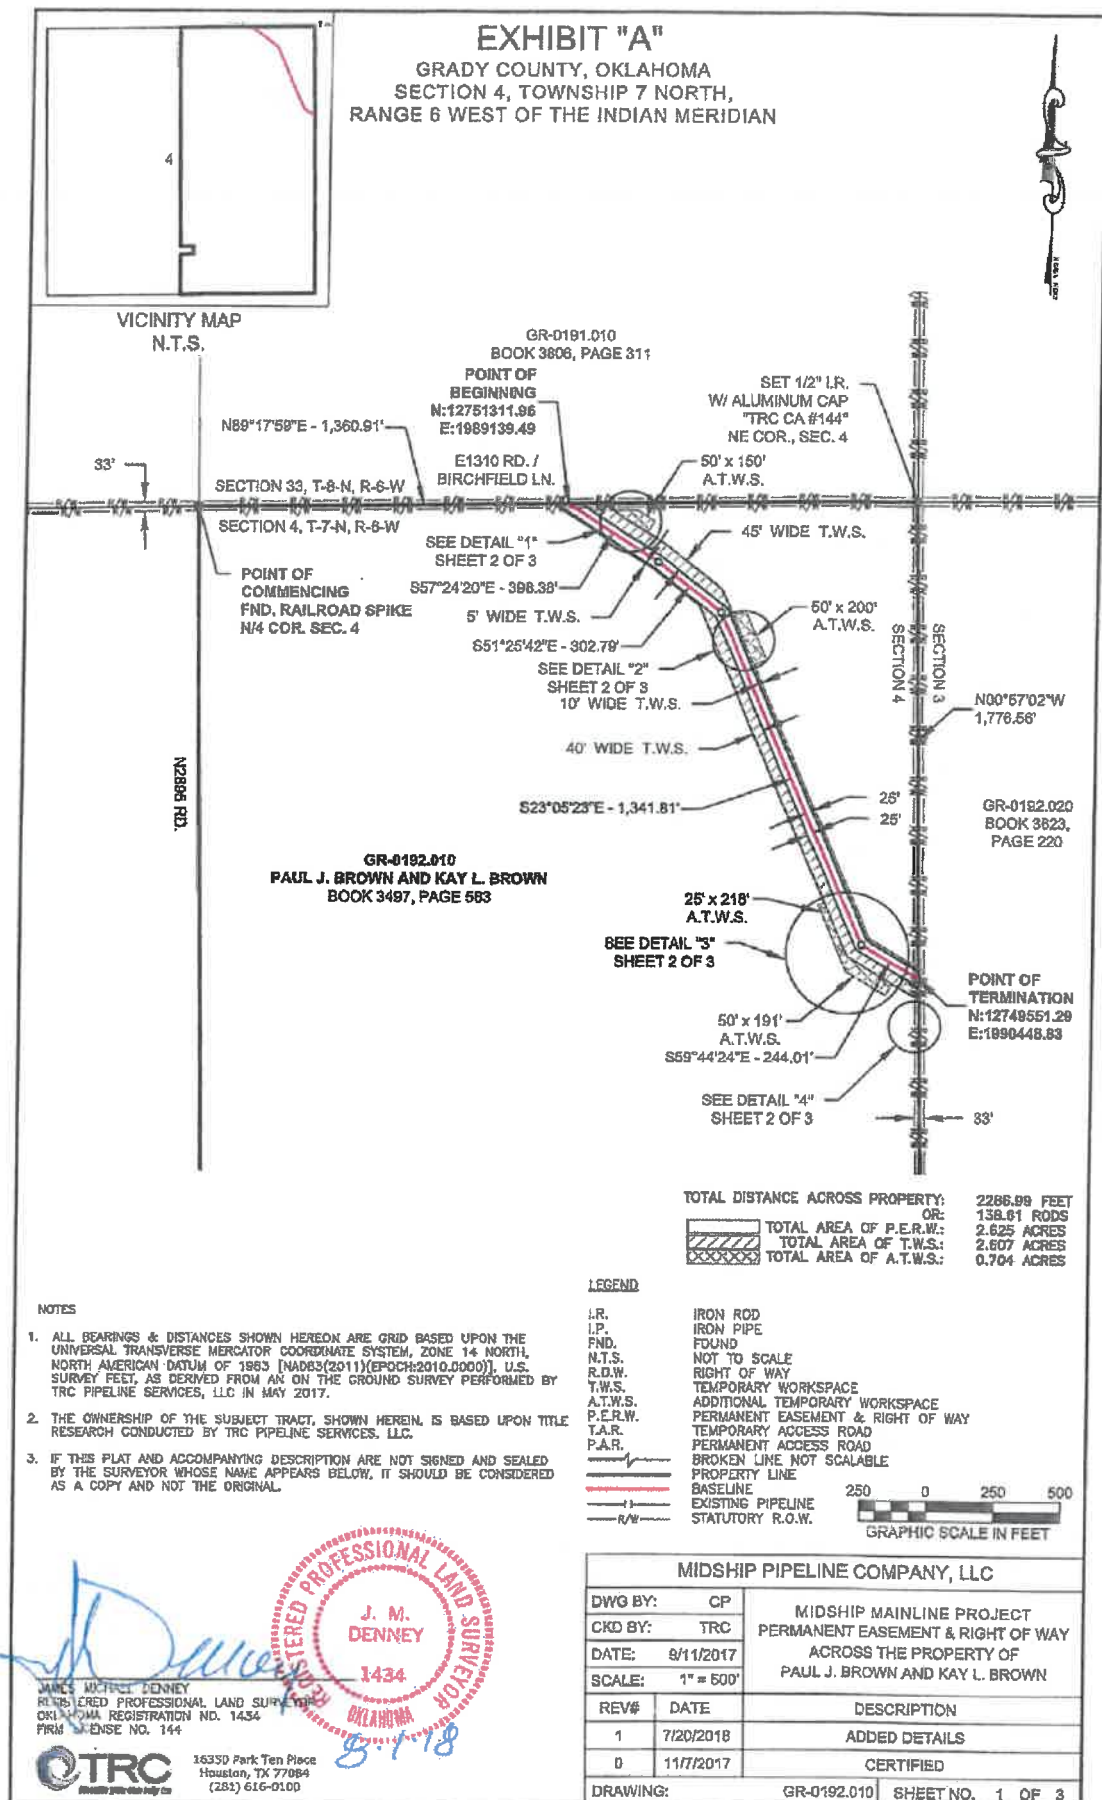 EXHIBIT "A"
GRADY COUNTY, OKLAHOMA
SECTION 4, TOWNSHIP 7 NORTH,
RANGE 6 WEST OF THE INDIAN MERIDIAN
4
VICINITY MAP
N.T.S.
GR-0191.010
BOOK 3806, PAGE 311
POINT OF
BEGINNING
N:12751311.96
E:1989139.49
SET 1/2" I.R.
W/ ALUMINUM CAP
"TRC CA #144"
NE COR., SEC. 4
N89°17'59"E - 1,360.91'
33'
E1310 RD. /
BIRCHFIELD LN.
50' x 150'
A.T.W.S.
SECTION 33, T-8-N, R-6-W
SECTION 4, T-7-N, R-6-W
SEE DETAIL "1"
SHEET 2 OF 3
45' WIDE T.W.S.
POINT OF
COMMENCING
FND. RAILROAD SPIKE
N/4 COR. SEC. 4
S57°24'20"E - 398.38'
5' WIDE T.W.S.
50' x 200'
A.T.W.S.
S51°25'42"E - 302.79'
SEE DETAIL "2"
SHEET 2 OF 3
10' WIDE T.W.S.
SECTION 4
SECTION 3
N00°57'02"W
1,776.56'
40' WIDE T.W.S.
N2896 RD.
S23°05'23"E - 1,341.81'
25'
25'
GR-0192.020
BOOK 3623,
PAGE 220
GR-0192.010
PAUL J. BROWN AND KAY L. BROWN
BOOK 3497, PAGE 583
25' x 218'
A.T.W.S.
SEE DETAIL "3"
SHEET 2 OF 3
POINT OF
TERMINATION
N:12749551.29
E:1990448.83
50' x 191'
A.T.W.S.
S59°44'24"E - 244.01'
SEE DETAIL "4"
SHEET 2 OF 3
33'
TOTAL DISTANCE ACROSS PROPERTY: 2286.99 FEET
OR: 138.61 RODS
TOTAL AREA OF P.E.R.W.: 2.625 ACRES
TOTAL AREA OF T.W.S.: 2.607 ACRES
TOTAL AREA OF A.T.W.S.: 0.704 ACRES
NOTES
1. ALL BEARINGS & DISTANCES SHOWN HEREON ARE GRID BASED UPON THE
UNIVERSAL TRANSVERSE MERCATOR COORDINATE SYSTEM, ZONE 14 NORTH,
NORTH AMERICAN DATUM OF 1983 [NAD83(2011)(EPOCH:2010.0000)], U.S.
SURVEY FEET, AS DERIVED FROM AN ON THE GROUND SURVEY PERFORMED BY
TRC PIPELINE SERVICES, LLC IN MAY 2017.
2. THE OWNERSHIP OF THE SUBJECT TRACT, SHOWN HEREIN, IS BASED UPON TITLE
RESEARCH CONDUCTED BY TRC PIPELINE SERVICES, LLC.
3. IF THIS PLAT AND ACCOMPANYING DESCRIPTION ARE NOT SIGNED AND SEALED
BY THE SURVEYOR WHOSE NAME APPEARS BELOW, IT SHOULD BE CONSIDERED
AS A COPY AND NOT THE ORIGINAL.
LEGEND
I.R. IRON ROD
I.P. IRON PIPE
FND. FOUND
N.T.S. NOT TO SCALE
R.O.W. RIGHT OF WAY
T.W.S. TEMPORARY WORKSPACE
A.T.W.S. ADDITIONAL TEMPORARY WORKSPACE
P.E.R.W. PERMANENT EASEMENT & RIGHT OF WAY
T.A.R. TEMPORARY ACCESS ROAD
P.A.R. PERMANENT ACCESS ROAD
BROKEN LINE NOT SCALABLE
PROPERTY LINE
BASELINE
EXISTING PIPELINE
R/W STATUTORY R.O.W.
250 0 250 500
GRAPHIC SCALE IN FEET
REGISTERED PROFESSIONAL LAND SURVEYOR
J. M.
DENNEY
1434
OKLAHOMA
JAMES MICHAEL DENNEY
REGISTERED PROFESSIONAL LAND SURVEYOR
OKLAHOMA REGISTRATION NO. 1434
FIRM LICENSE NO. 144
8-1-18
TRC
16350 Park Ten Place
Houston, TX 77084
(281) 616-0100
MIDSHIP PIPELINE COMPANY, LLC
DWG BY: CP
CKD BY: TRC
DATE: 9/11/2017
SCALE: 1" = 500'
MIDSHIP MAINLINE PROJECT
PERMANENT EASEMENT & RIGHT OF WAY
ACROSS THE PROPERTY OF
PAUL J. BROWN AND KAY L. BROWN
REV# DATE DESCRIPTION
1 7/20/2018 ADDED DETAILS
0 11/7/2017 CERTIFIED
DRAWING: GR-0192.010 SHEET NO. 1 OF 3